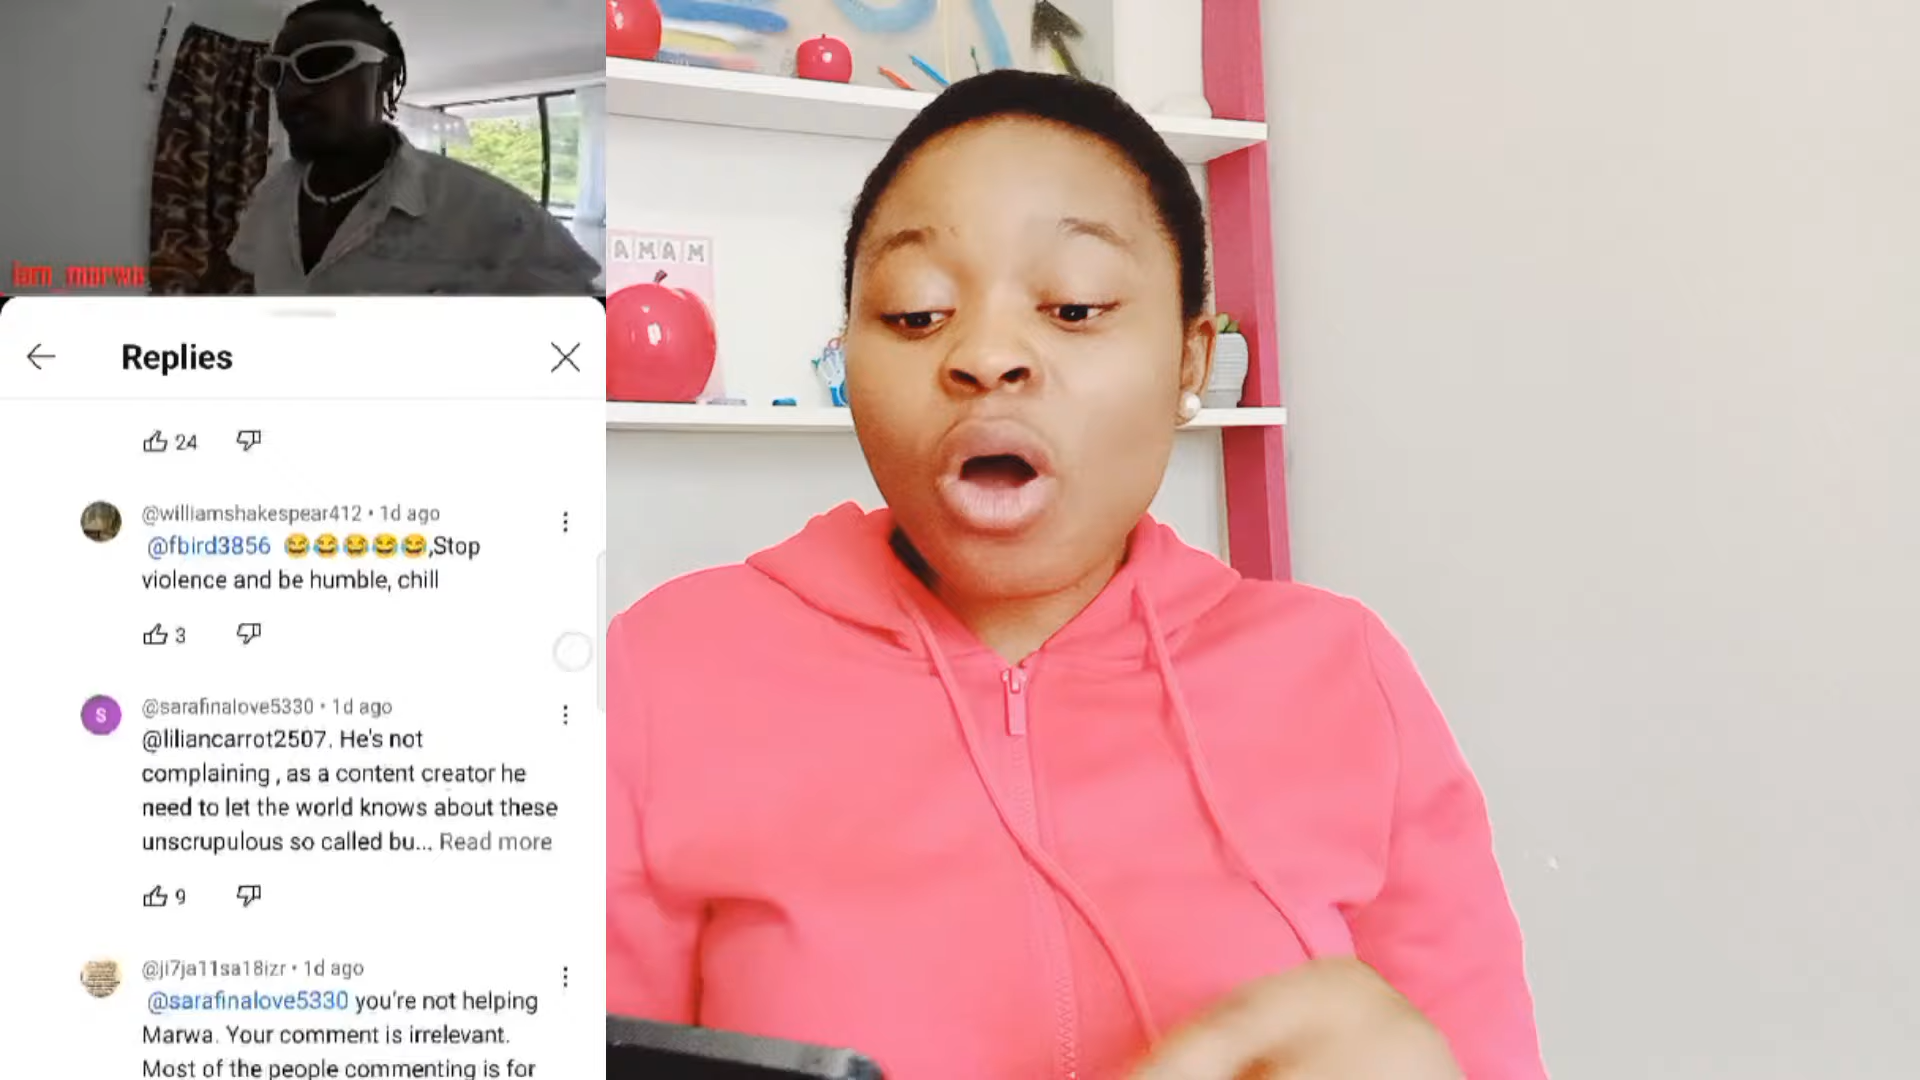 iam_marwa
Replies
24
@williamshakespear412 • 1d ago
@fbird3856 😂😂😂😂😂,Stop
violence and be humble, chill
3
S
@sarafinalove5330 • 1d ago
@liliancarrot2507. He's not
complaining , as a content creator he
need to let the world knows about these
unscrupulous so called bu... Read more
9
@ji7ja11sa18izr • 1d ago
@sarafinalove5330 you're not helping
Marwa. Your comment is irrelevant.
Most of the people commenting is for
AMAM